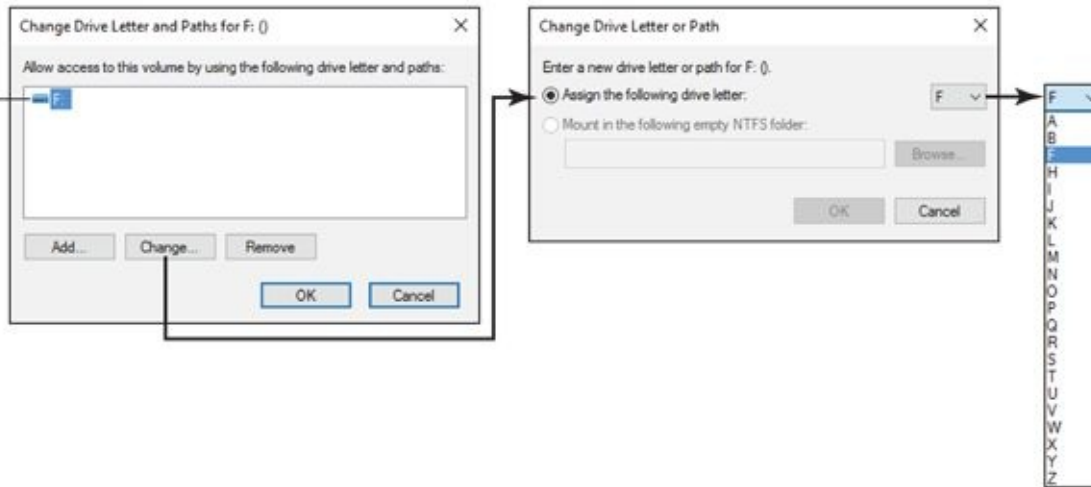 Change Drive Letter and Paths for F: ()
Allow access to this volume by using the following drive letter and paths:
F:
Add...
Change...
Remove
OK
Cancel
Change Drive Letter or Path
Enter a new drive letter or path for F: ().
Assign the following drive letter:
F
Mount in the following empty NTFS folder:
Browse...
OK
Cancel
F
A
B
F
H
I
J
K
L
M
N
O
P
Q
R
S
T
U
V
W
X
Y
Z